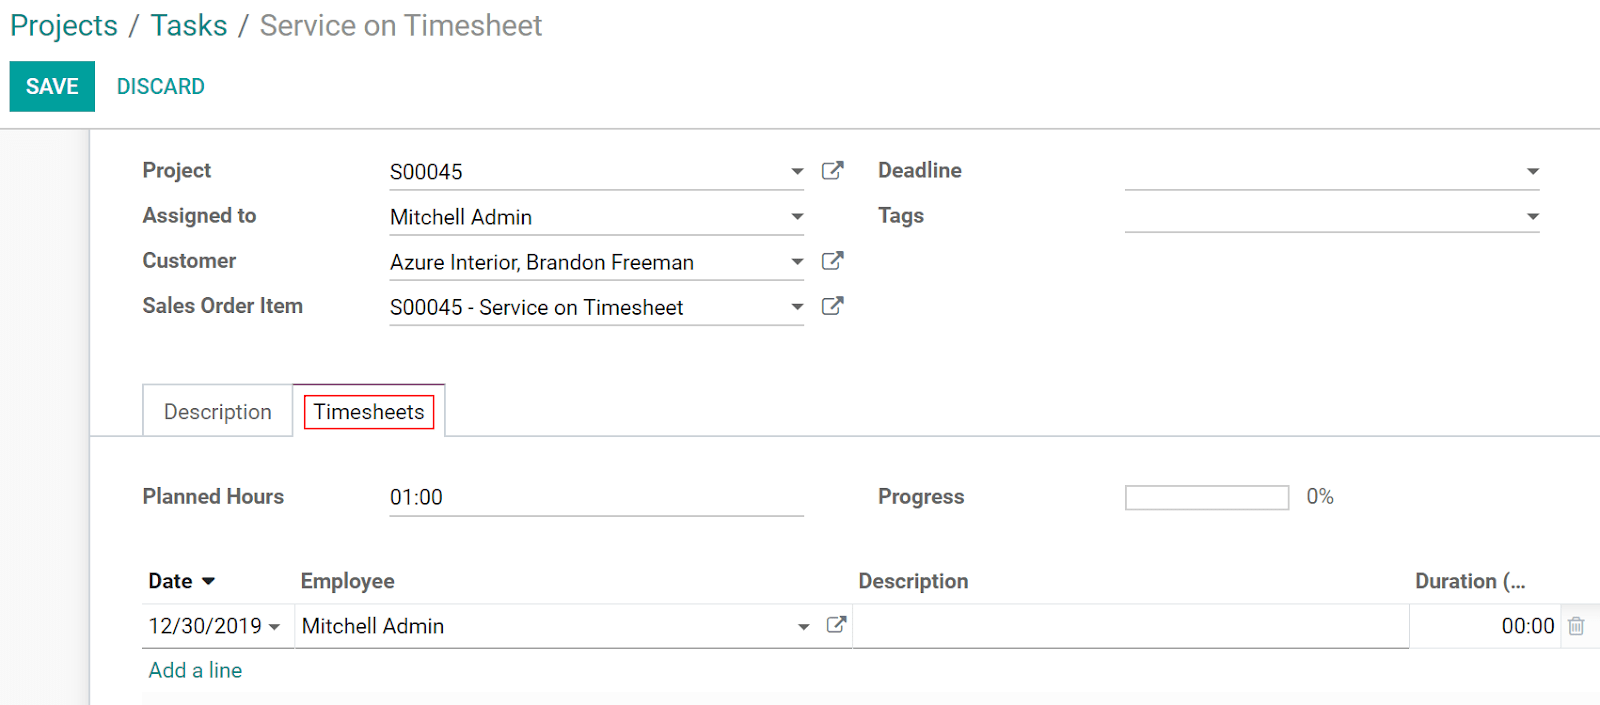 Projects / Tasks / Service on Timesheet
SAVE DISCARD
Project S00045 Deadline
Assigned to Mitchell Admin Tags
Customer Azure Interior, Brandon Freeman
Sales Order Item S00045 - Service on Timesheet
Description Timesheets
Planned Hours 01:00 Progress 0%
Date Employee Description Duration (...
12/30/2019 Mitchell Admin 00:00
Add a line